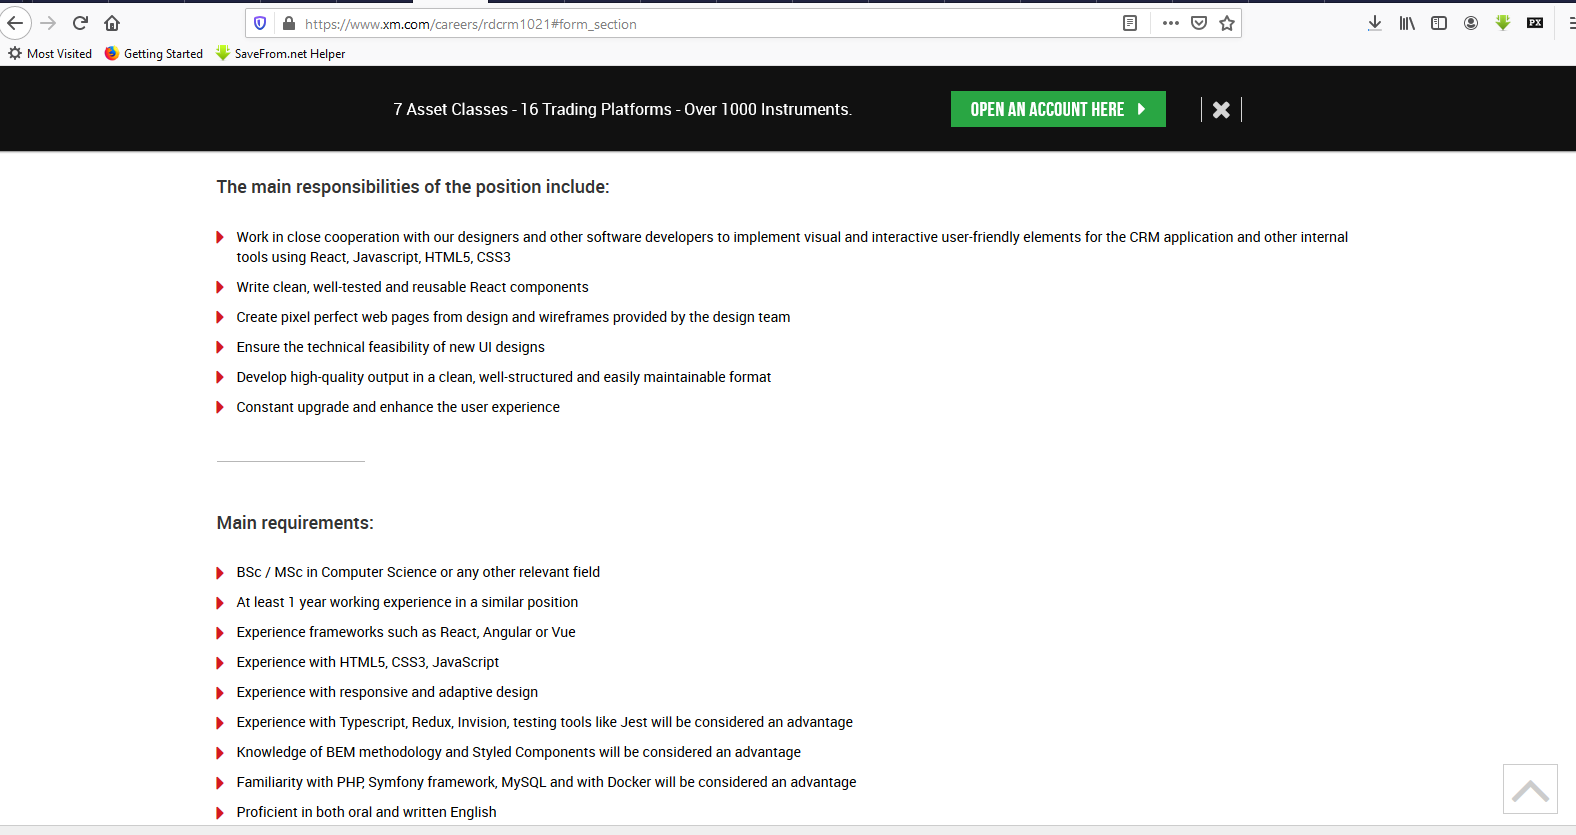 https://www.xm.com/careers/rdcrm1021#form_section
Most Visited Getting Started SaveFrom.net Helper
7 Asset Classes - 16 Trading Platforms - Over 1000 Instruments. OPEN AN ACCOUNT HERE
The main responsibilities of the position include:
Work in close cooperation with our designers and other software developers to implement visual and interactive user-friendly elements for the CRM application and other internal
tools using React, Javascript, HTML5, CSS3
Write clean, well-tested and reusable React components
Create pixel perfect web pages from design and wireframes provided by the design team
Ensure the technical feasibility of new UI designs
Develop high-quality output in a clean, well-structured and easily maintainable format
Constant upgrade and enhance the user experience
Main requirements:
BSc / MSc in Computer Science or any other relevant field
At least 1 year working experience in a similar position
Experience frameworks such as React, Angular or Vue
Experience with HTML5, CSS3, JavaScript
Experience with responsive and adaptive design
Experience with Typescript, Redux, Invision, testing tools like Jest will be considered an advantage
Knowledge of BEM methodology and Styled Components will be considered an advantage
Familiarity with PHP, Symfony framework, MySQL and with Docker will be considered an advantage
Proficient in both oral and written English